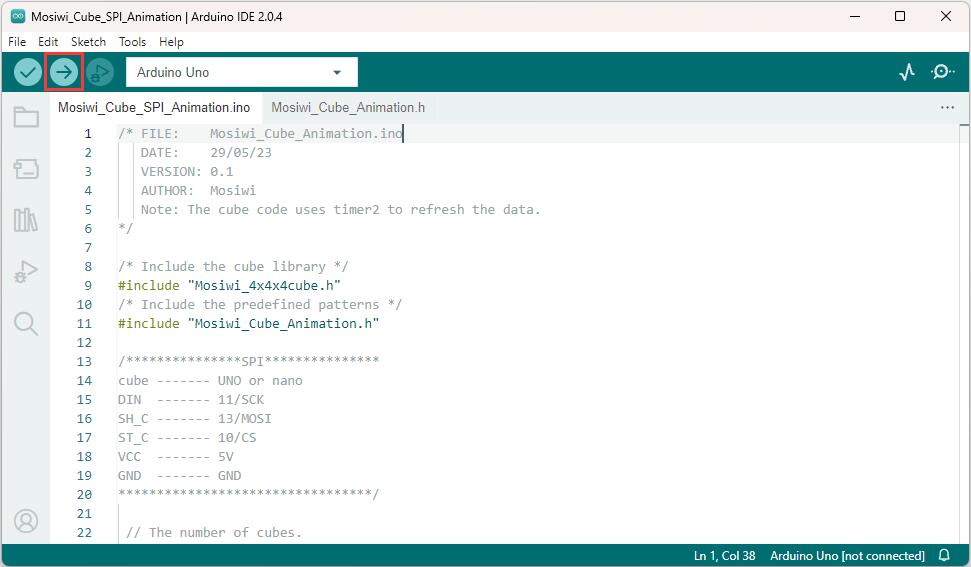 Mosiwi_Cube_SPI_Animation | Arduino IDE 2.0.4
File Edit Sketch Tools Help
Arduino Uno
Mosiwi_Cube_SPI_Animation.ino Mosiwi_Cube_Animation.h ...
1 /* FILE: Mosiwi_Cube_Animation.ino
2 DATE: 29/05/23
3 VERSION: 0.1
4 AUTHOR: Mosiwi
5 Note: The cube code uses timer2 to refresh the data.
6 */
7
8 /* Include the cube library */
9 #include "Mosiwi_4x4x4cube.h"
10 /* Include the predefined patterns */
11 #include "Mosiwi_Cube_Animation.h"
12
13 /***************SPI***************
14 cube ------- UNO or nano
15 DIN ------- 11/SCK
16 SH_C ------- 13/MOSI
17 ST_C ------- 10/CS
18 VCC ------- 5V
19 GND ------- GND
20 *********************************/
21
22 // The number of cubes.
Ln 1, Col 38 Arduino Uno [not connected]